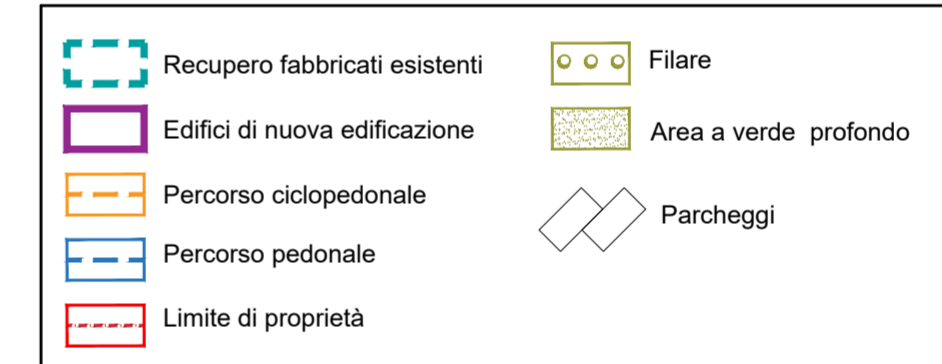 Recupero fabbricati esistenti
Edifici di nuova edificazione
Percorso ciclopedonale
Percorso pedonale
Limite di proprietà
Filare
Area a verde profondo
Parcheggi